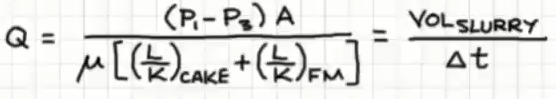 Q = (P₁ - P₃) A / μ [(L/K)CAKE + (L/K)FM] = VOLSLURRY / Δt